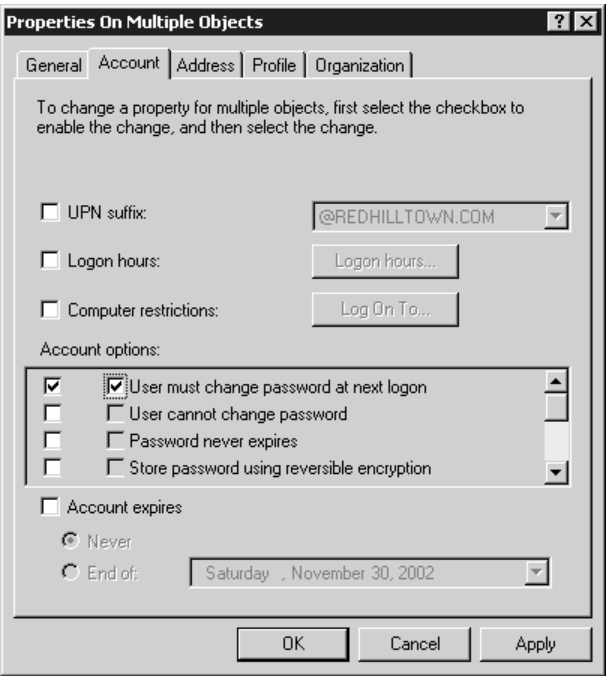 Properties On Multiple Objects
General Account Address Profile Organization
To change a property for multiple objects, first select the checkbox to
enable the change, and then select the change.
UPN suffix: @REDHILLTOWN.COM
Logon hours: Logon hours...
Computer restrictions: Log On To...
Account options:
User must change password at next logon
User cannot change password
Password never expires
Store password using reversible encryption
Account expires
Never
End of: Saturday , November 30, 2002
OK Cancel Apply